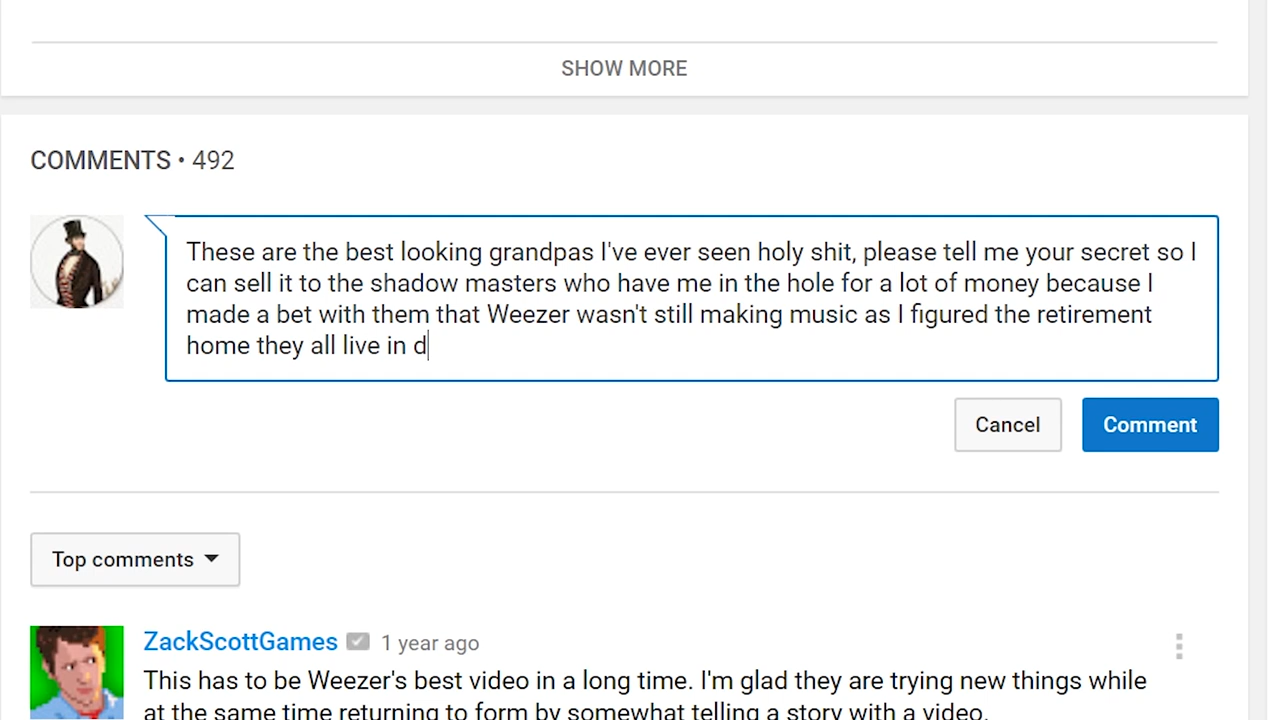 SHOW MORE
COMMENTS • 492
These are the best looking grandpas I've ever seen holy shit, please tell me your secret so I
can sell it to the shadow masters who have me in the hole for a lot of money because I
made a bet with them that Weezer wasn't still making music as I figured the retirement
home they all live in d
Cancel
Comment
Top comments
ZackScottGames 1 year ago
This has to be Weezer's best video in a long time. I'm glad they are trying new things while
at the same time returning to form by somewhat telling a story with a video.